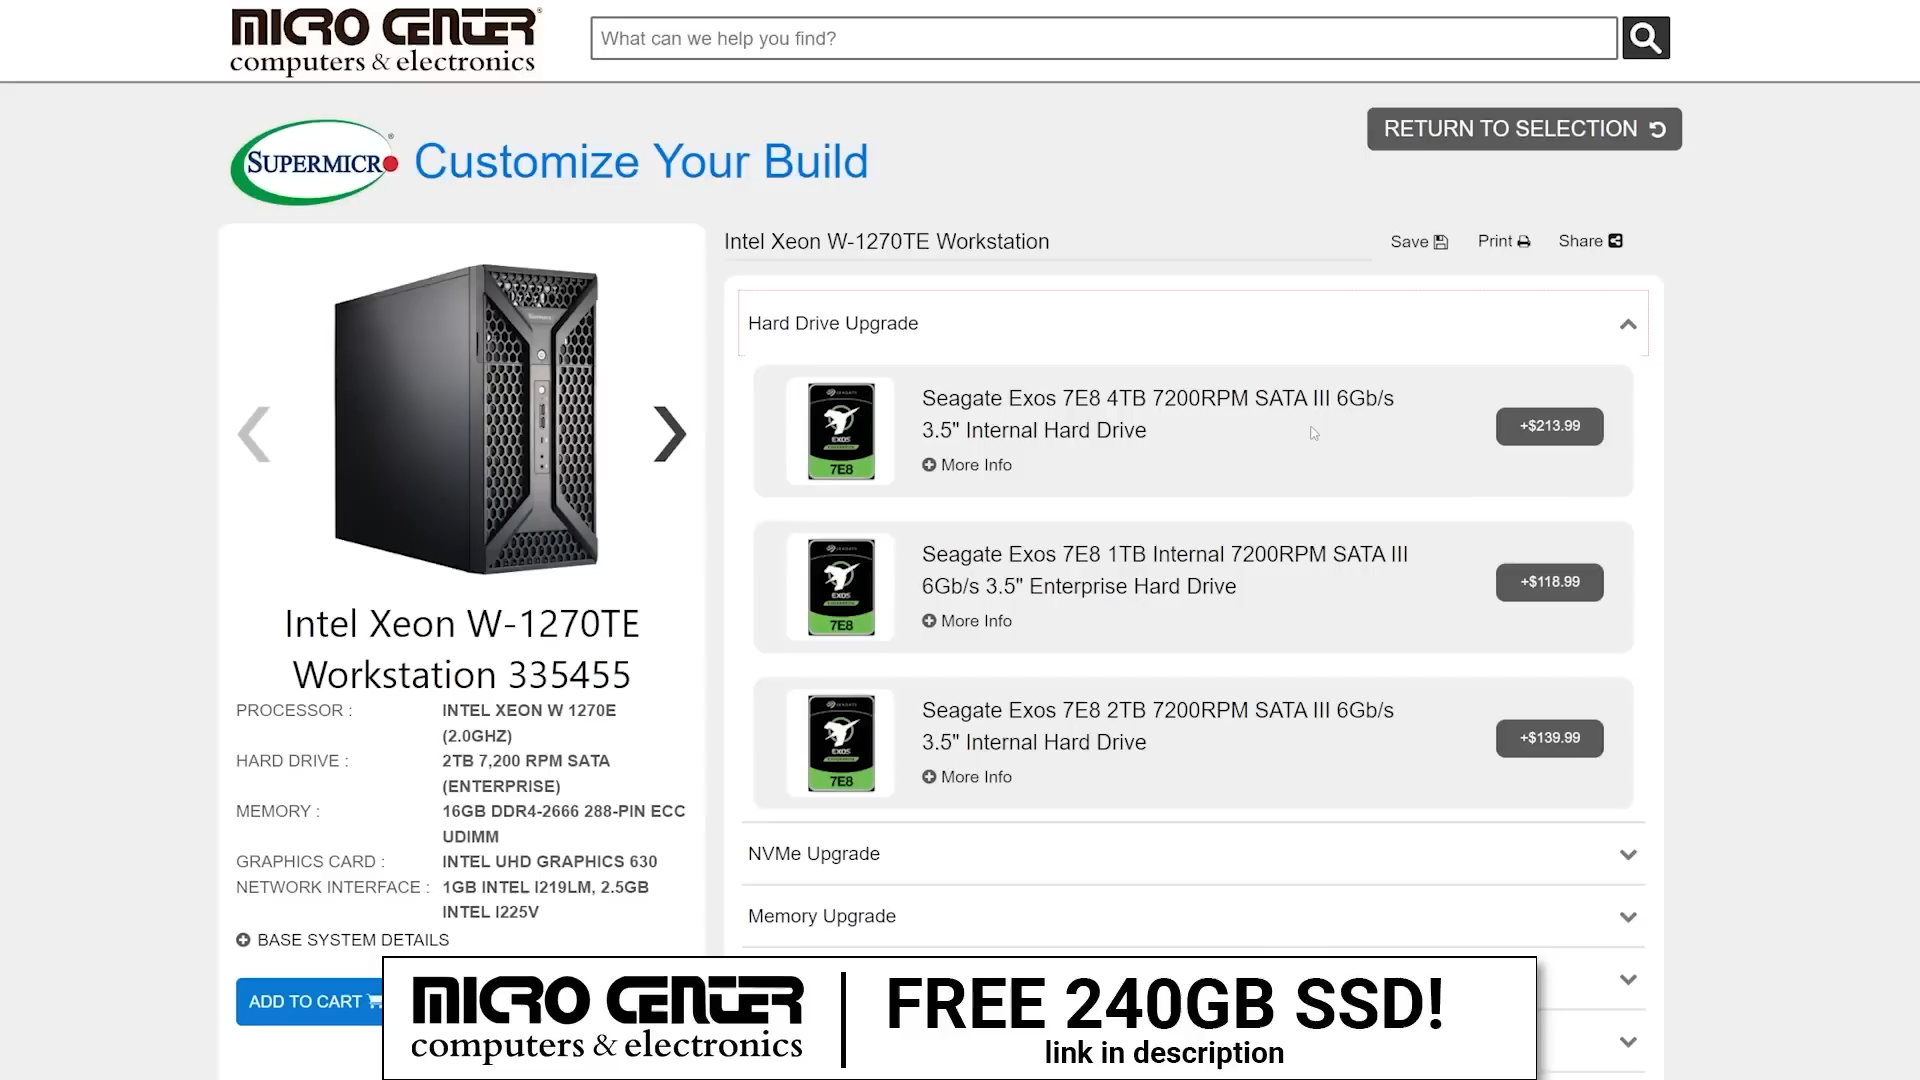 MICRO CENTER
computers & electronics
What can we help you find?
RETURN TO SELECTION
SUPERMICRO
Customize Your Build
Intel Xeon W-1270TE Workstation
Save
Print
Share
Hard Drive Upgrade
Seagate Exos 7E8 4TB 7200RPM SATA III 6Gb/s
3.5" Internal Hard Drive
More Info
+$213.99
EXOS
7E8
Seagate Exos 7E8 1TB Internal 7200RPM SATA III
6Gb/s 3.5" Enterprise Hard Drive
More Info
+$118.99
EXOS
7E8
Seagate Exos 7E8 2TB 7200RPM SATA III 6Gb/s
3.5" Internal Hard Drive
More Info
+$139.99
EXOS
7E8
NVMe Upgrade
Memory Upgrade
Intel Xeon W-1270TE
Workstation 335455
PROCESSOR : INTEL XEON W 1270E
(2.0GHZ)
HARD DRIVE : 2TB 7,200 RPM SATA
(ENTERPRISE)
MEMORY : 16GB DDR4-2666 288-PIN ECC
UDIMM
GRAPHICS CARD : INTEL UHD GRAPHICS 630
NETWORK INTERFACE : 1GB INTEL I219LM, 2.5GB
INTEL I225V
BASE SYSTEM DETAILS
ADD TO CART
MICRO CENTER
computers & electronics
FREE 240GB SSD!
link in description